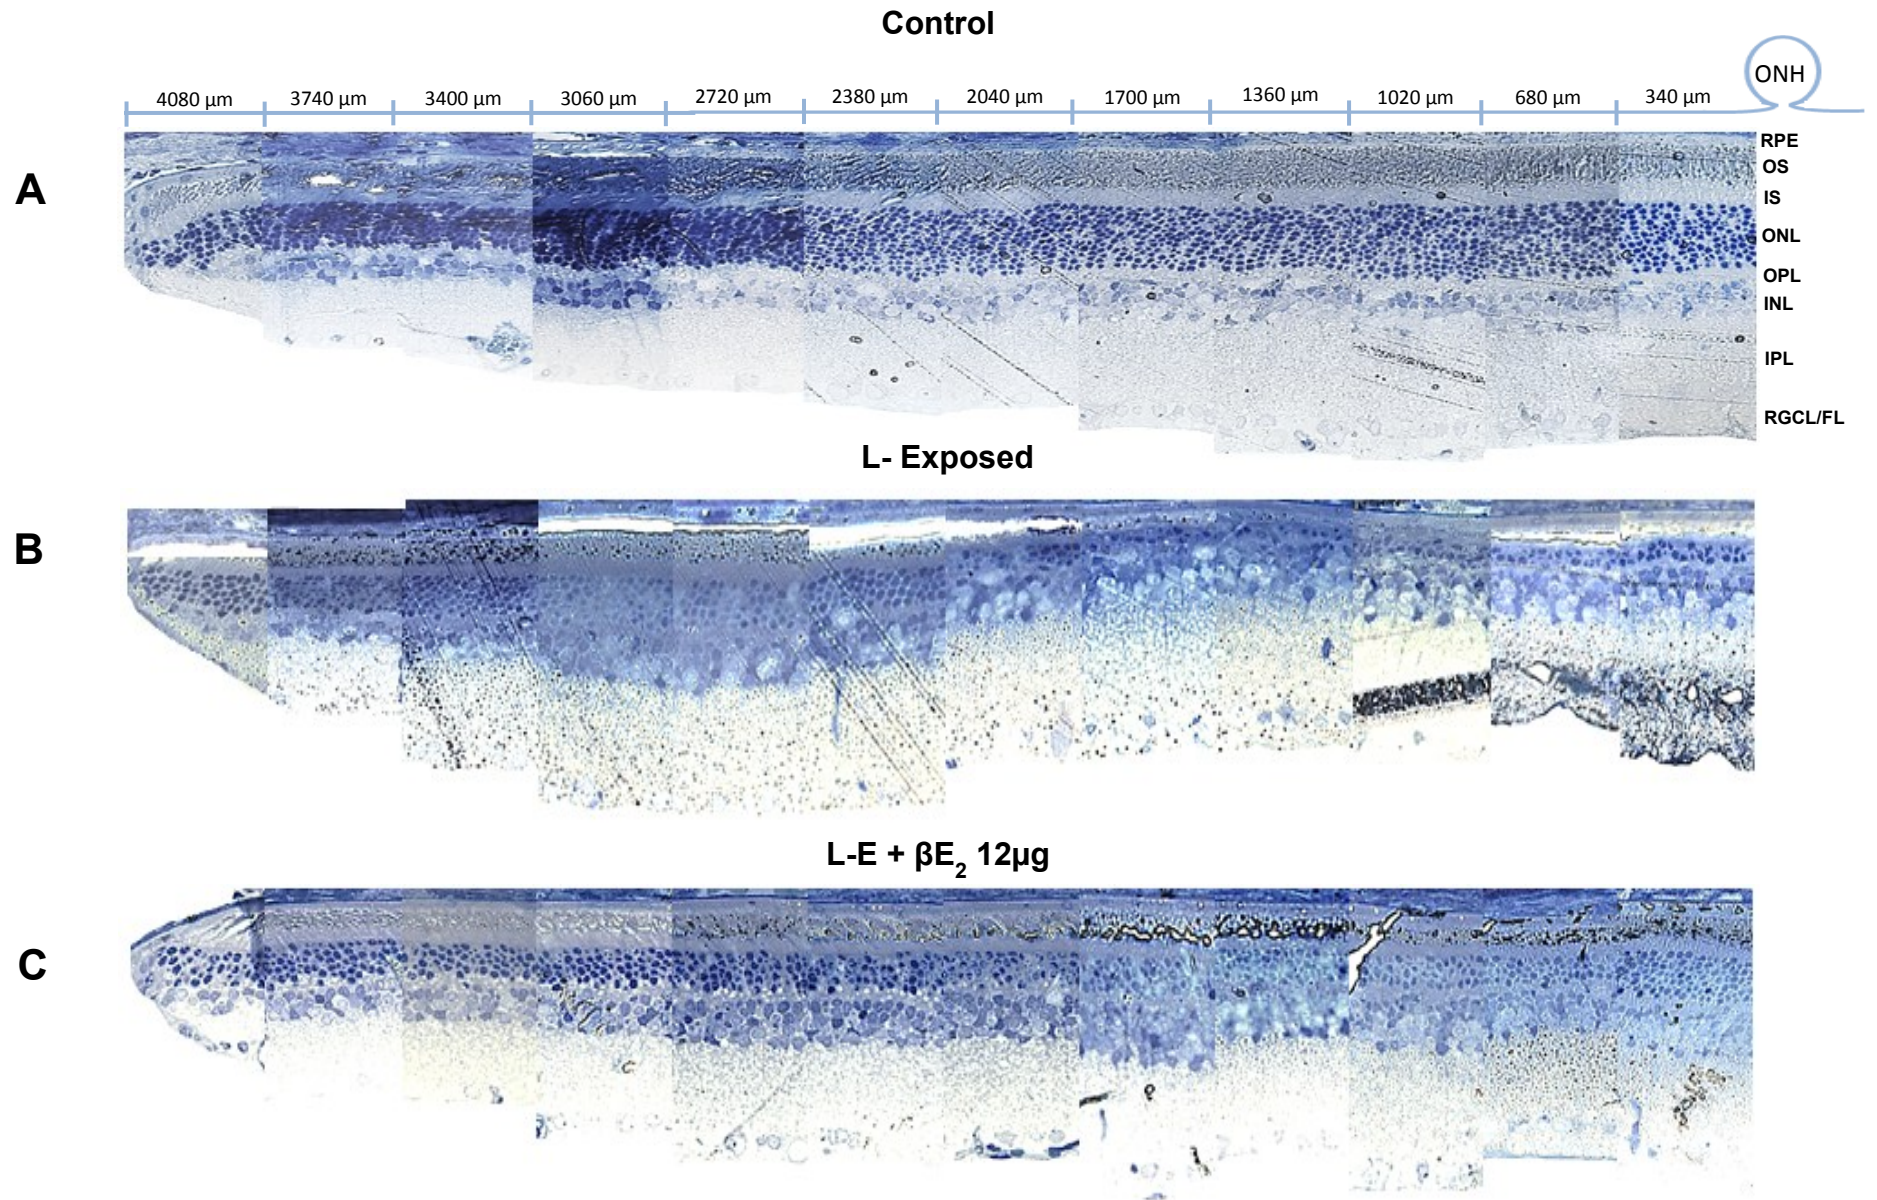 Control
ONH
4080 µm 3740 µm 3400 µm 3060 µm 2720 µm 2380 µm 2040 µm 1700 µm 1360 µm 1020 µm 680 µm 340 µm
A
RPE
OS
IS
ONL
OPL
INL
IPL
RGCL/FL
L- Exposed
B
L-E + βE2 12µg
C